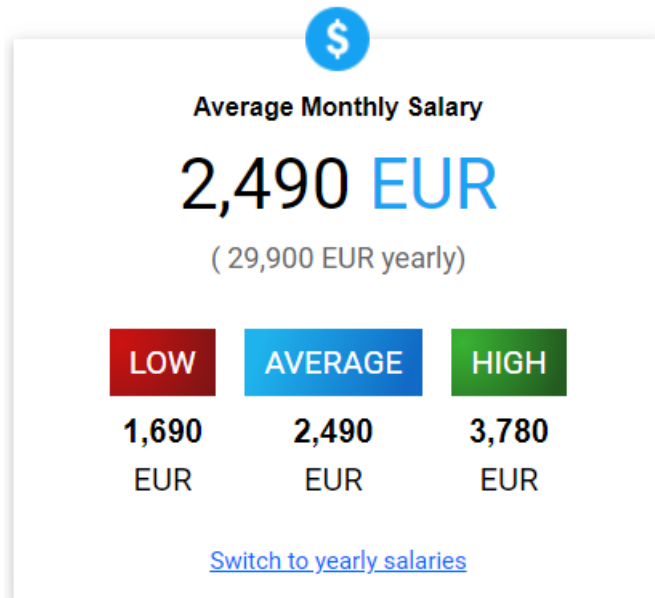 $
Average Monthly Salary
2,490 EUR
( 29,900 EUR yearly)
LOW AVERAGE HIGH
1,690 2,490 3,780
EUR EUR EUR
Switch to yearly salaries